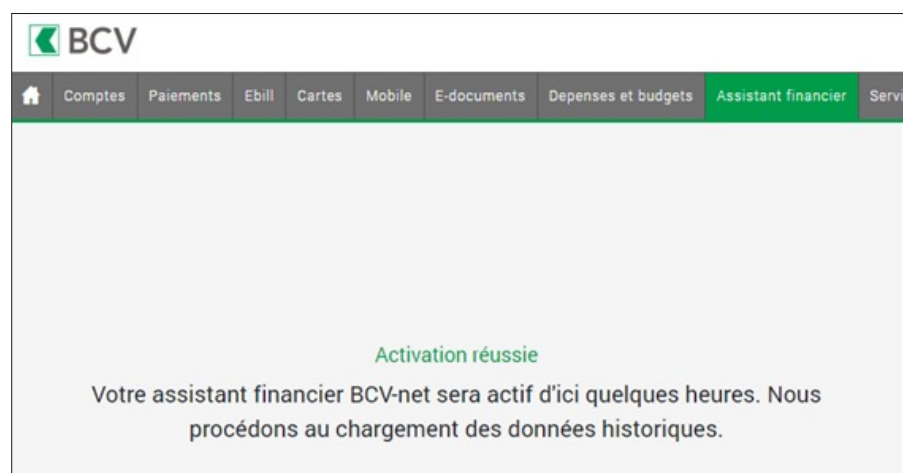 BCV
Comptes Paiements Ebill Cartes Mobile E-documents Depenses et budgets Assistant financier
Activation réussie
Votre assistant financier BCV-net sera actif d'ici quelques heures. Nous
procédons au chargement des données historiques.